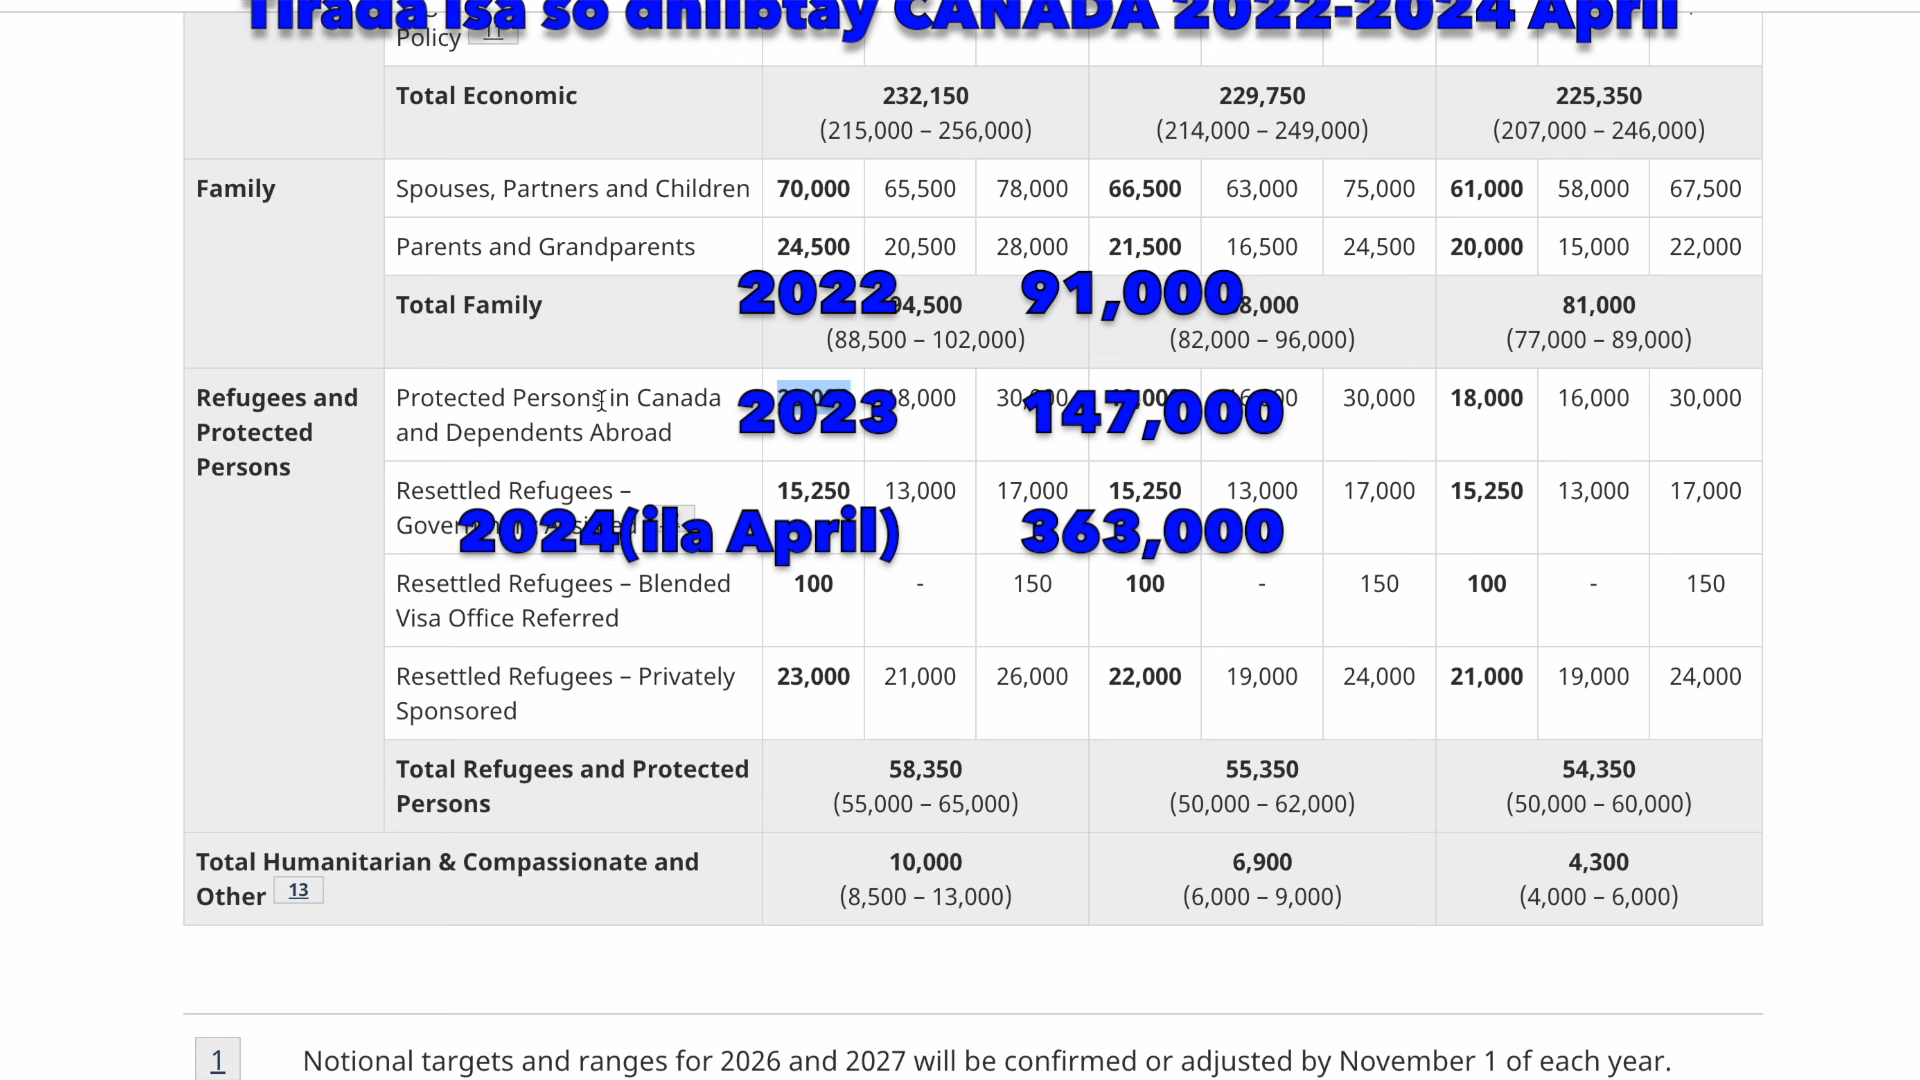 Tirada isa so dhiibtay CANADA 2022-2024 April
Policy 11
Total Economic 232,150 229,750 225,350
(215,000 – 256,000) (214,000 – 249,000) (207,000 – 246,000)
Family Spouses, Partners and Children 70,000 65,500 78,000 66,500 63,000 75,000 61,000 58,000 67,500
Parents and Grandparents 24,500 20,500 28,000 21,500 16,500 24,500 20,000 15,000 22,000
2022 91,000
Total Family 94,500 8,000 81,000
(88,500 – 102,000) (82,000 – 96,000) (77,000 – 89,000)
Refugees and Protected Persons in Canada 30,000 18,000 16,000 30,000
2023 147,000
Protected and Dependents Abroad
Persons
Resettled Refugees – 15,250 13,000 17,000 15,250 13,000 17,000 15,250 13,000 17,000
2024(ila April) 363,000
Resettled Refugees – Blended 100 - 150 100 - 150 100 - 150
Visa Office Referred
Resettled Refugees – Privately 23,000 21,000 26,000 22,000 19,000 24,000 21,000 19,000 24,000
Sponsored
Total Refugees and Protected 58,350 55,350 54,350
Persons (55,000 – 65,000) (50,000 – 62,000) (50,000 – 60,000)
Total Humanitarian & Compassionate and 10,000 6,900 4,300
Other 13 (8,500 – 13,000) (6,000 – 9,000) (4,000 – 6,000)
1 Notional targets and ranges for 2026 and 2027 will be confirmed or adjusted by November 1 of each year.